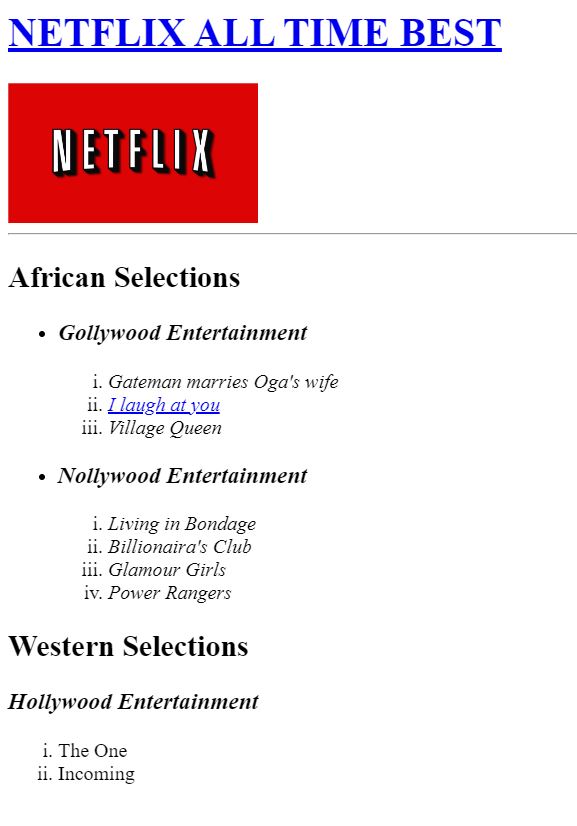 NETFLIX ALL TIME BEST
NETFLIX
African Selections
• Gollywood Entertainment
i. Gateman marries Oga's wife
ii. I laugh at you
iii. Village Queen
• Nollywood Entertainment
i. Living in Bondage
ii. Billionaira's Club
iii. Glamour Girls
iv. Power Rangers
Western Selections
Hollywood Entertainment
i. The One
ii. Incoming